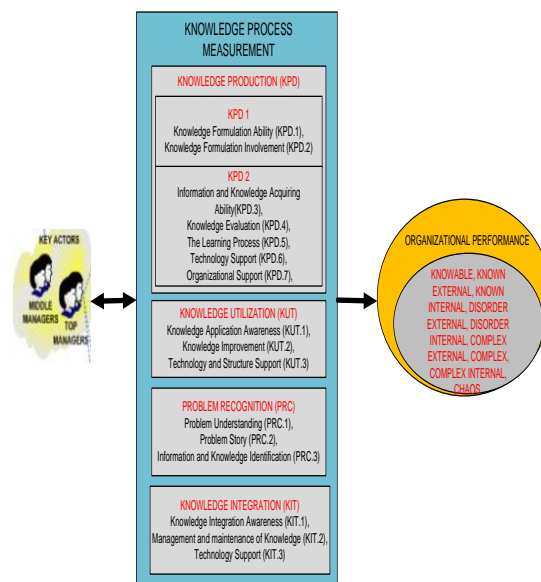 KNOWLEDGE PROCESS
MEASUREMENT
KNOWLEDGE PRODUCTION (KPD)
KPD 1
Knowledge Formulation Ability (KPD.1),
Knowledge Formulation Involvement (KPD.2)
KPD 2
Information and Knowledge Acquiring
Ability(KPD.3),
Knowledge Evaluation (KPD.4),
The Learning Process (KPD.5),
Technology Support (KPD.6),
Organizational Support (KPD.7),
KNOWLEDGE UTILIZATION (KUT)
Knowledge Application Awareness (KUT.1),
Knowledge Improvement (KUT.2),
Technology and Structure Support (KUT.3)
PROBLEM RECOGNITION (PRC)
Problem Understanding (PRC.1),
Problem Story (PRC.2),
Information and Knowledge Identification (PRC.3)
KNOWLEDGE INTEGRATION (KIT)
Knowledge Integration Awareness (KIT.1),
Management and maintenance of Knowledge (KIT.2),
Technology Support (KIT.3)
KEY ACTORS
MIDDLE
MANAGERS
TOP
MANAGERS
ORGANIZATIONAL PERFORMANCE
KNOWABLE, KNOWN
EXTERNAL, KNOWN
INTERNAL, DISORDER
EXTERNAL, DISORDER
INTERNAL, COMPLEX
EXTERNAL, COMPLEX,
COMPLEX INTERNAL,
CHAOS